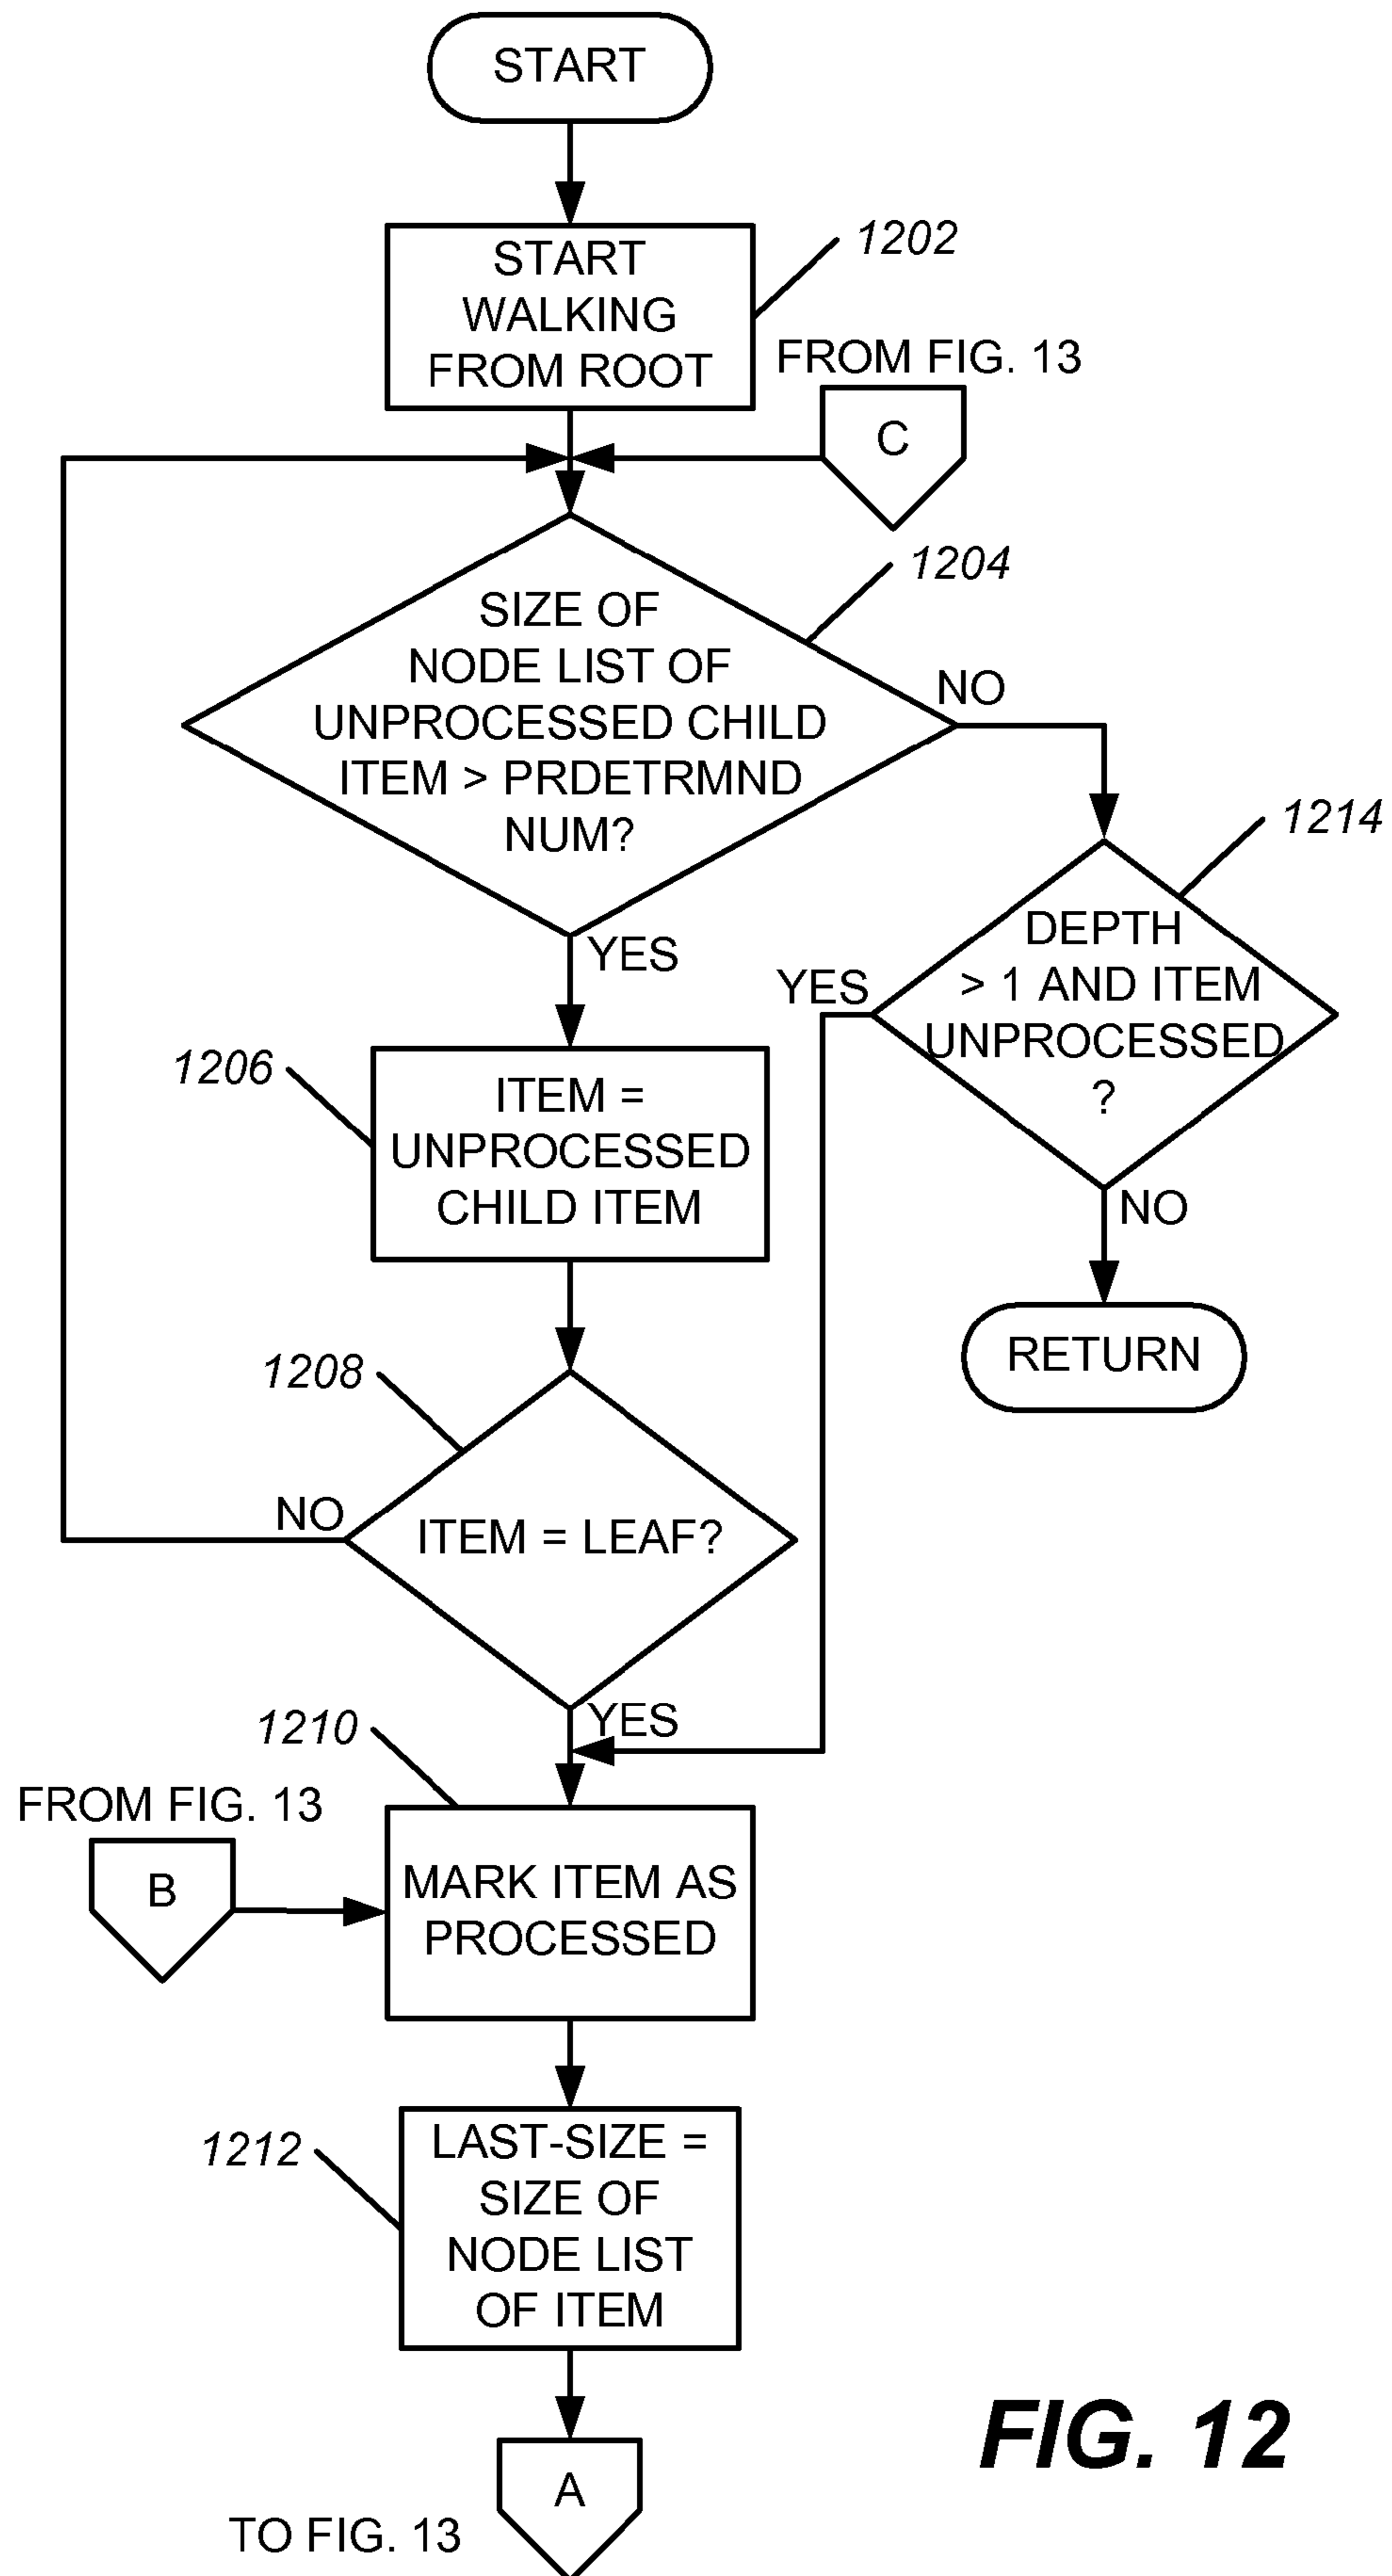 START
1202
START
WALKING
FROM ROOT
FROM FIG. 13
C
1204
SIZE OF
NODE LIST OF
UNPROCESSED CHILD
ITEM > PRDETRMND
NUM?
NO
YES
1214
DEPTH
> 1 AND ITEM
UNPROCESSED
?
YES
NO
RETURN
1206
ITEM =
UNPROCESSED
CHILD ITEM
1208
ITEM = LEAF?
NO
YES
1210
FROM FIG. 13
B
MARK ITEM AS
PROCESSED
1212
LAST-SIZE =
SIZE OF
NODE LIST
OF ITEM
A
TO FIG. 13
FIG. 12